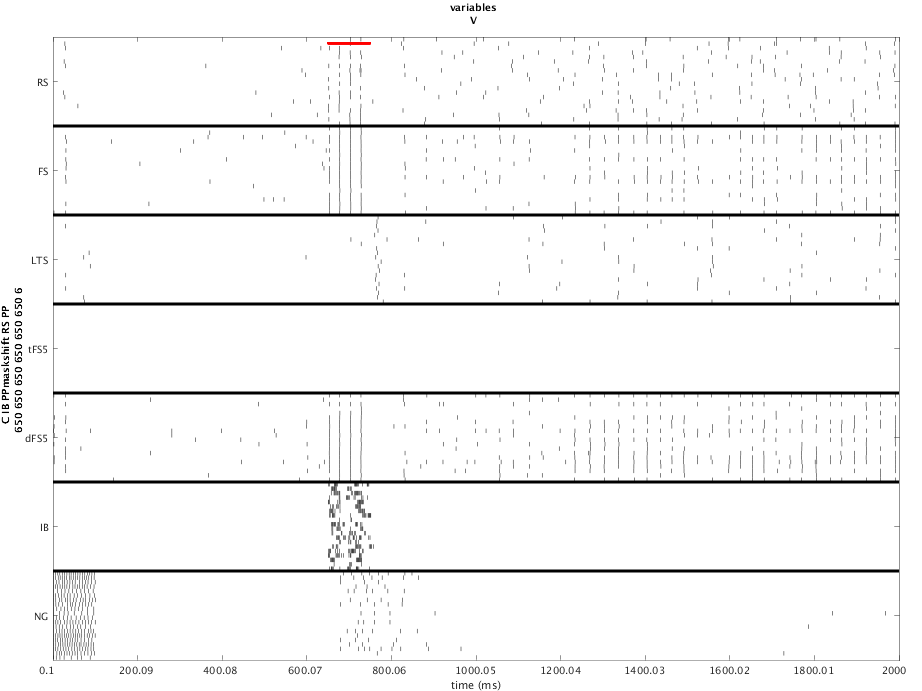 variables
V
RS
FS
LTS
tFS5
dFS5
IB
NG
C IB PPmaskshift RS PP
650 650 650 650 650 650 6
0.1 200.09 400.08 600.07 800.06 1000.05 1200.04 1400.03 1600.02 1800.01 2000
time (ms)